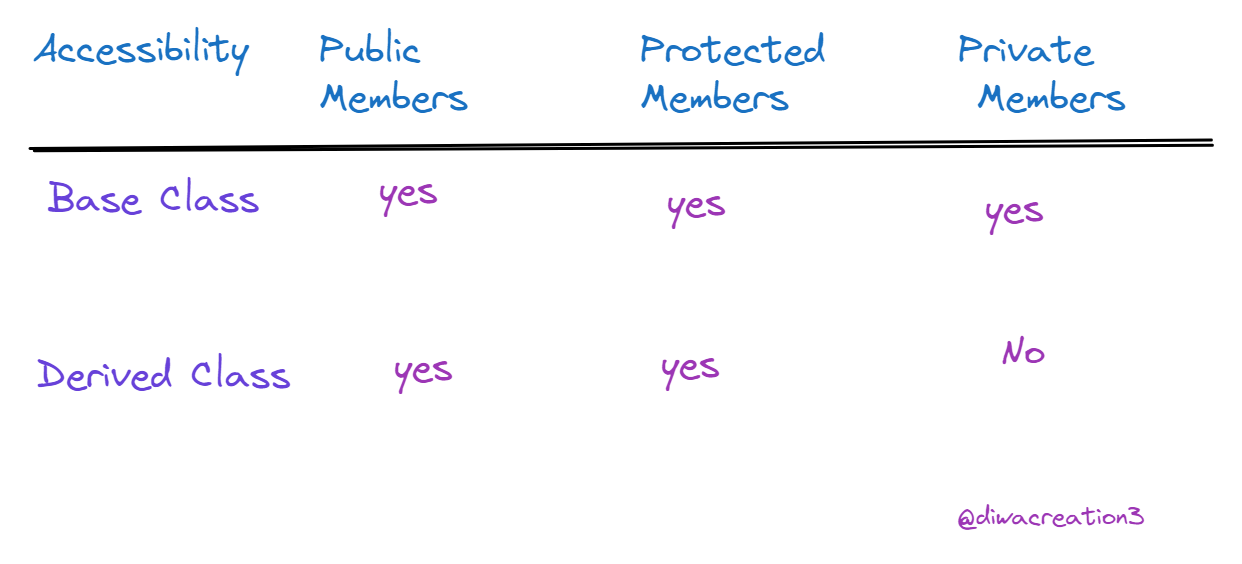 Accessibility Public Members Protected Members Private Members
Base Class yes yes yes
Derived Class yes yes No
@diwacreation3